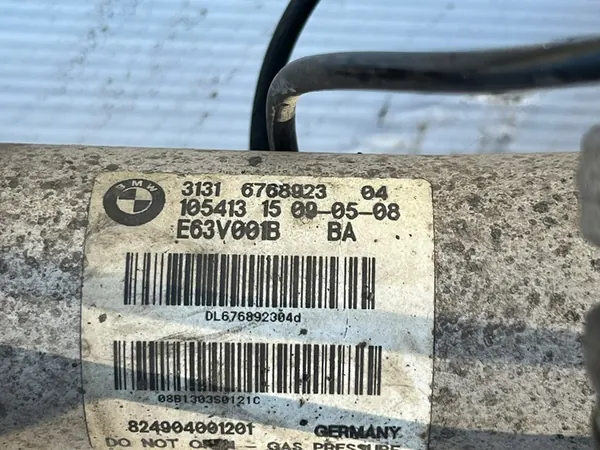 BMW
3131 6768923 04
105413 15 09-05-08
E63V001B BA
DL676892304d
08B1303S0121C
824904001201 GERMANY
DO NOT OPEN - GAS PRESSURE